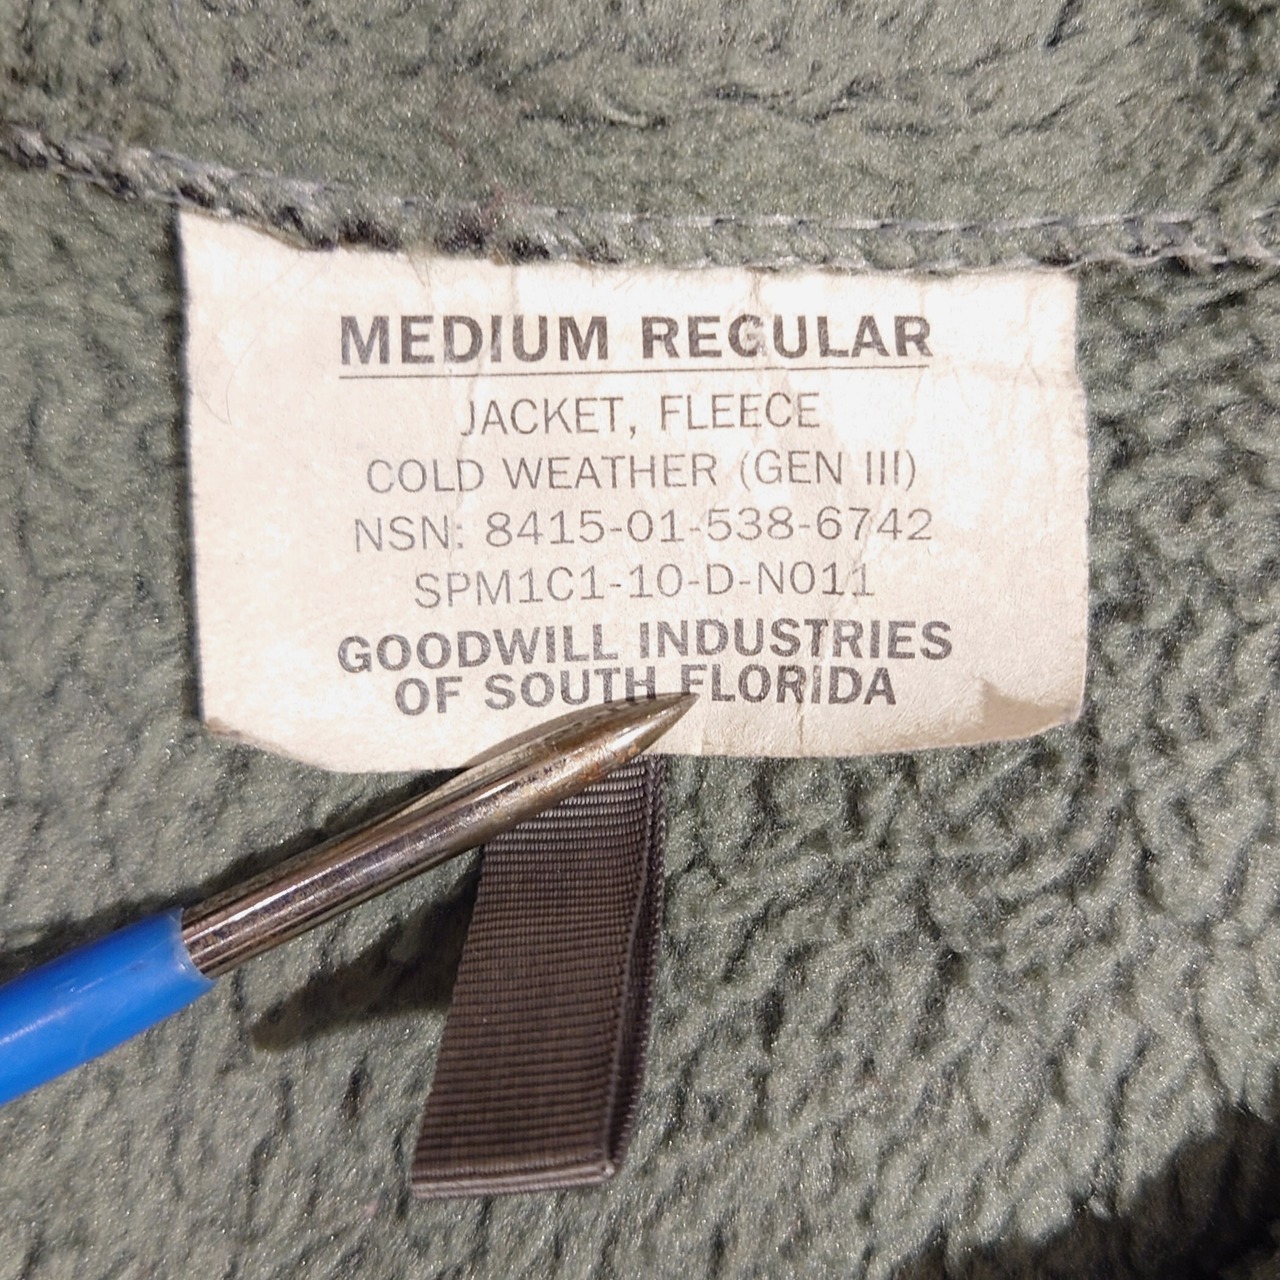 MEDIUM REGULAR
JACKET, FLEECE
COLD WEATHER (GEN III)
NSN: 8415-01-538-6742
SPM1C1-10-D-N011
GOODWILL INDUSTRIES
OF SOUTH FLORIDA